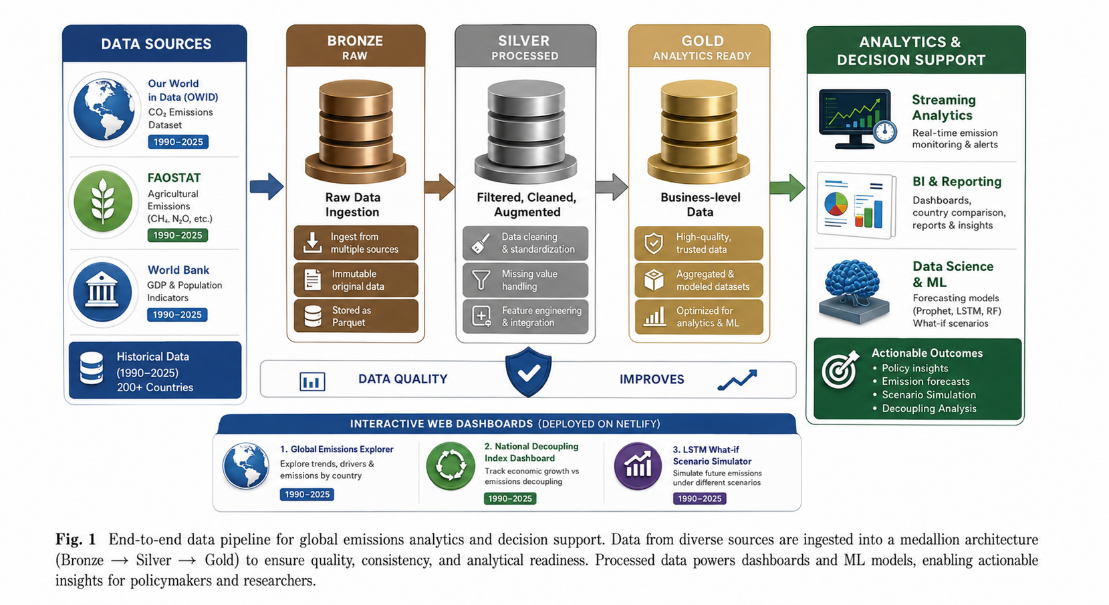 DATA SOURCES
Our World
in Data (OWID)
CO₂ Emissions
Dataset
1990–2025
FAOSTAT
Agricultural
Emissions
(CH₄, N₂O, etc.)
1990–2025
World Bank
GDP & Population
Indicators
1990–2025
Historical Data
(1990–2025)
200+ Countries
BRONZE
RAW
Raw Data
Ingestion
Ingest from
multiple sources
Immutable
original data
Stored as
Parquet
SILVER
PROCESSED
Filtered, Cleaned,
Augmented
Data cleaning
& standardization
Missing value
handling
Feature engineering
& integration
GOLD
ANALYTICS READY
Business-level
Data
High-quality,
trusted data
Aggregated &
modeled datasets
Optimized for
analytics & ML
ANALYTICS &
DECISION SUPPORT
Streaming
Analytics
Real-time emission
monitoring & alerts
BI & Reporting
Dashboards,
country comparison,
reports & insights
Data Science
& ML
Forecasting models
(Prophet, LSTM, RF)
What-if scenarios
Actionable Outcomes
• Policy insights
• Emission forecasts
• Scenario Simulation
• Decoupling Analysis
DATA QUALITY IMPROVES
INTERACTIVE WEB DASHBOARDS (DEPLOYED ON NETLIFY)
1. Global Emissions Explorer
Explore trends, drivers &
emissions by country
1990–2025
2. National Decoupling
Index Dashboard
Track economic growth vs
emissions decoupling
1990–2025
3. LSTM What-if
Scenario Simulator
Simulate future emissions
under different scenarios
1990–2025
Fig. 1 End-to-end data pipeline for global emissions analytics and decision support. Data from diverse sources are ingested into a medallion architecture
(Bronze → Silver → Gold) to ensure quality, consistency, and analytical readiness. Processed data powers dashboards and ML models, enabling actionable
insights for policymakers and researchers.